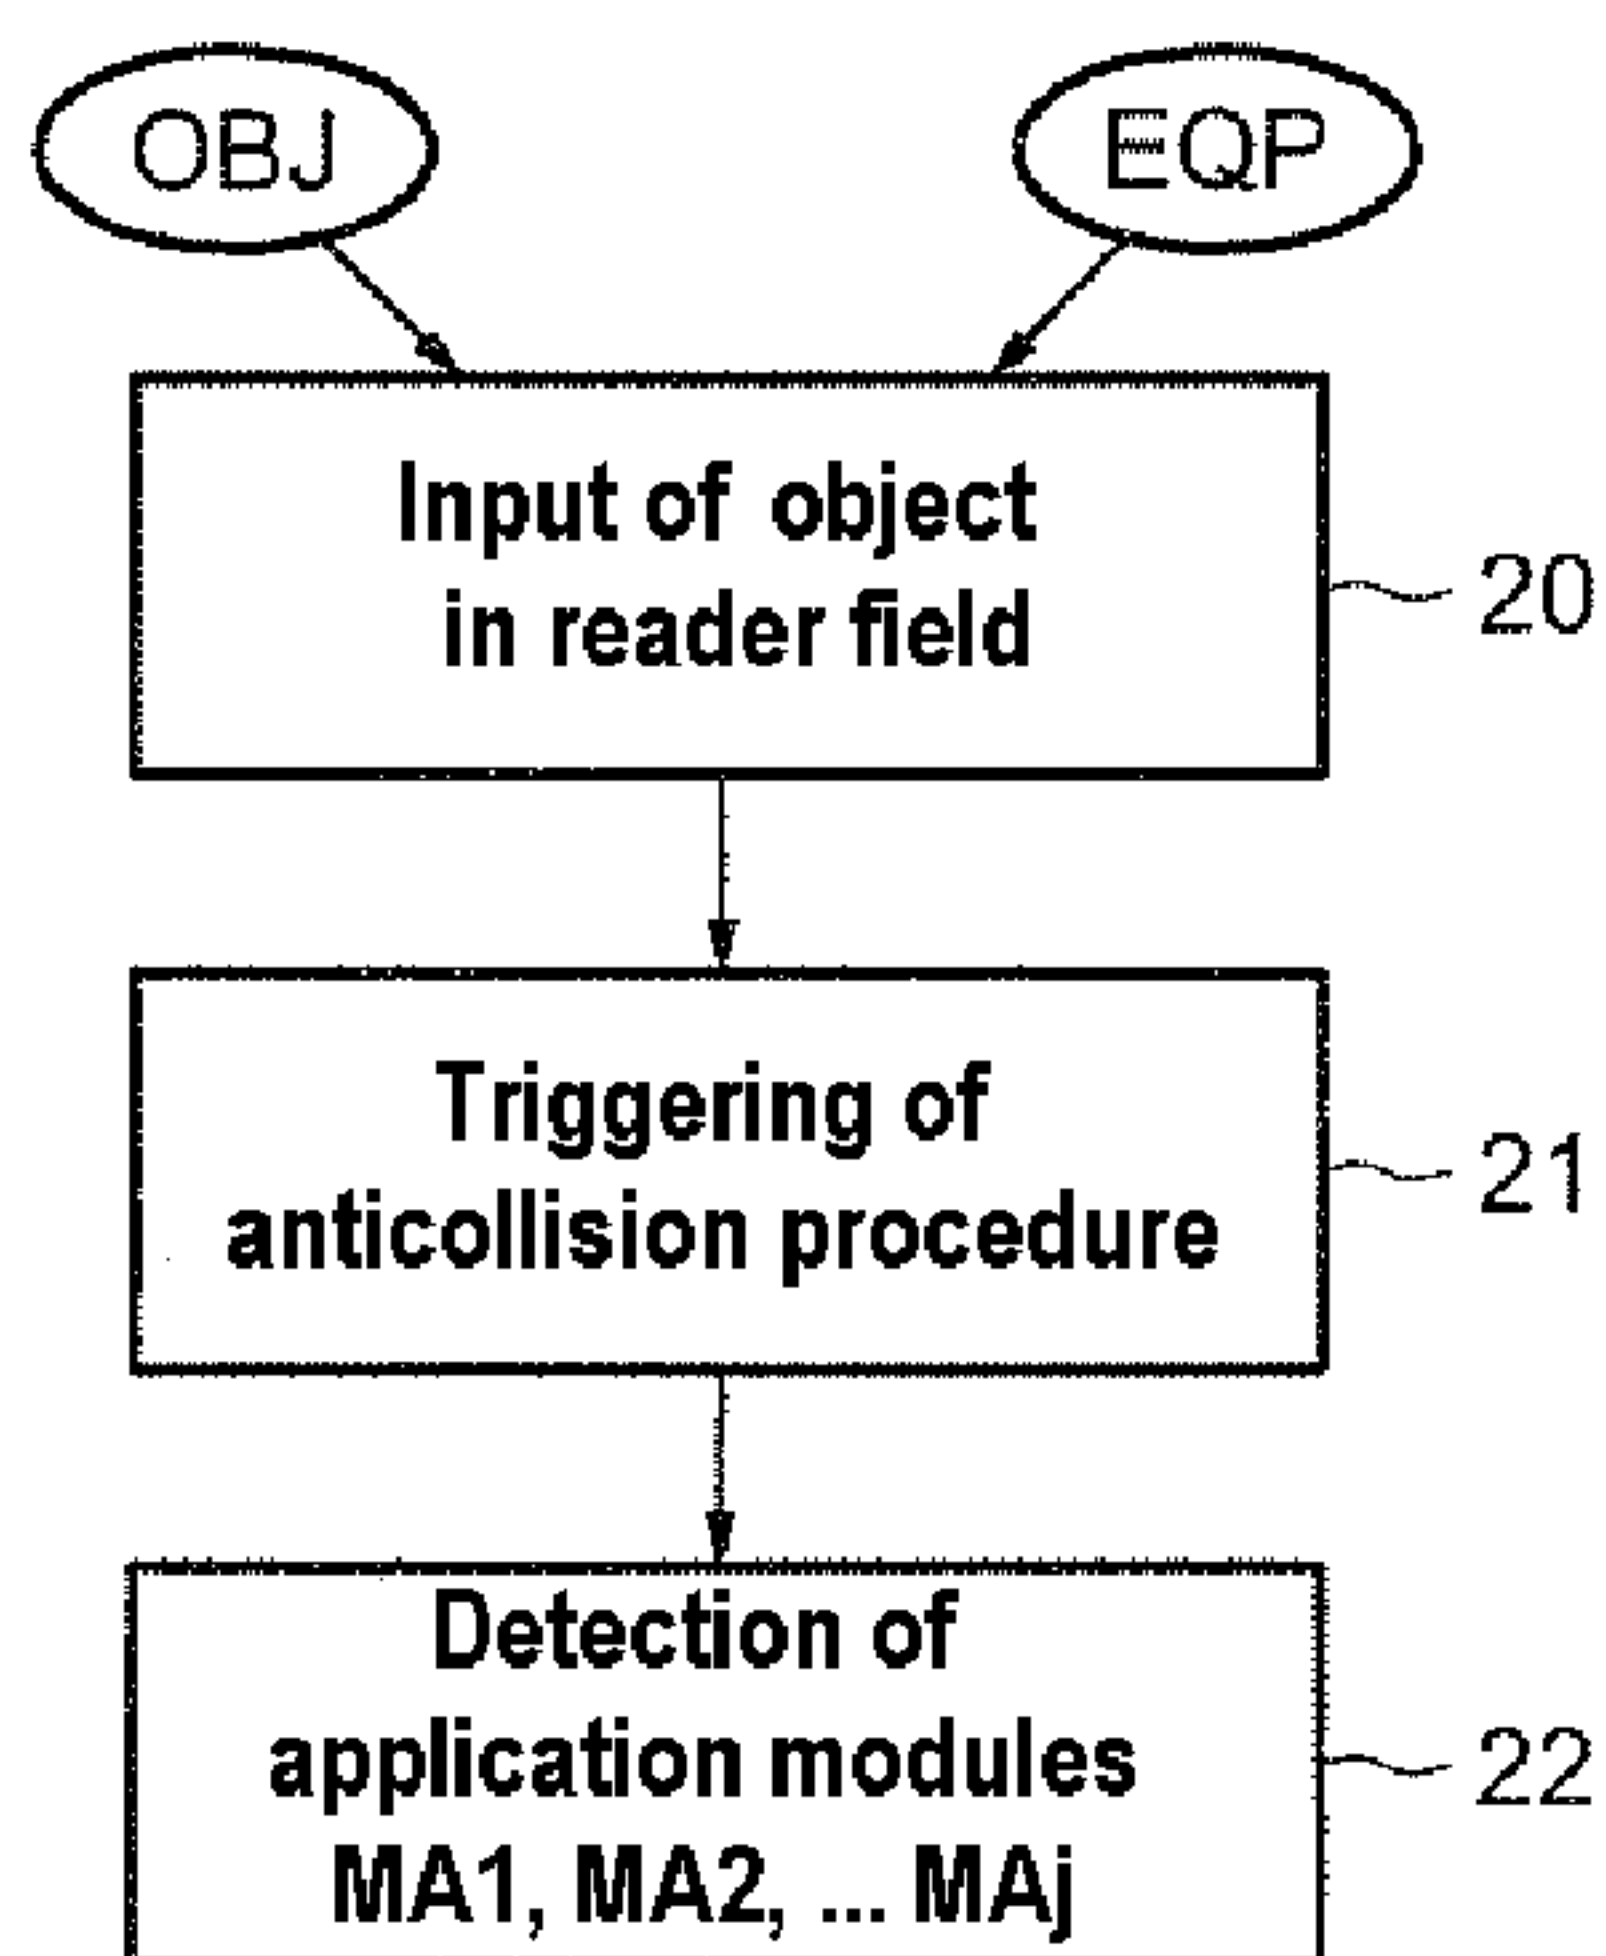 OBJ
EQP
Input of object
in reader field
20
Triggering of
anticollision procedure
21
Detection of
application modules
MA1, MA2, ... MAj
22